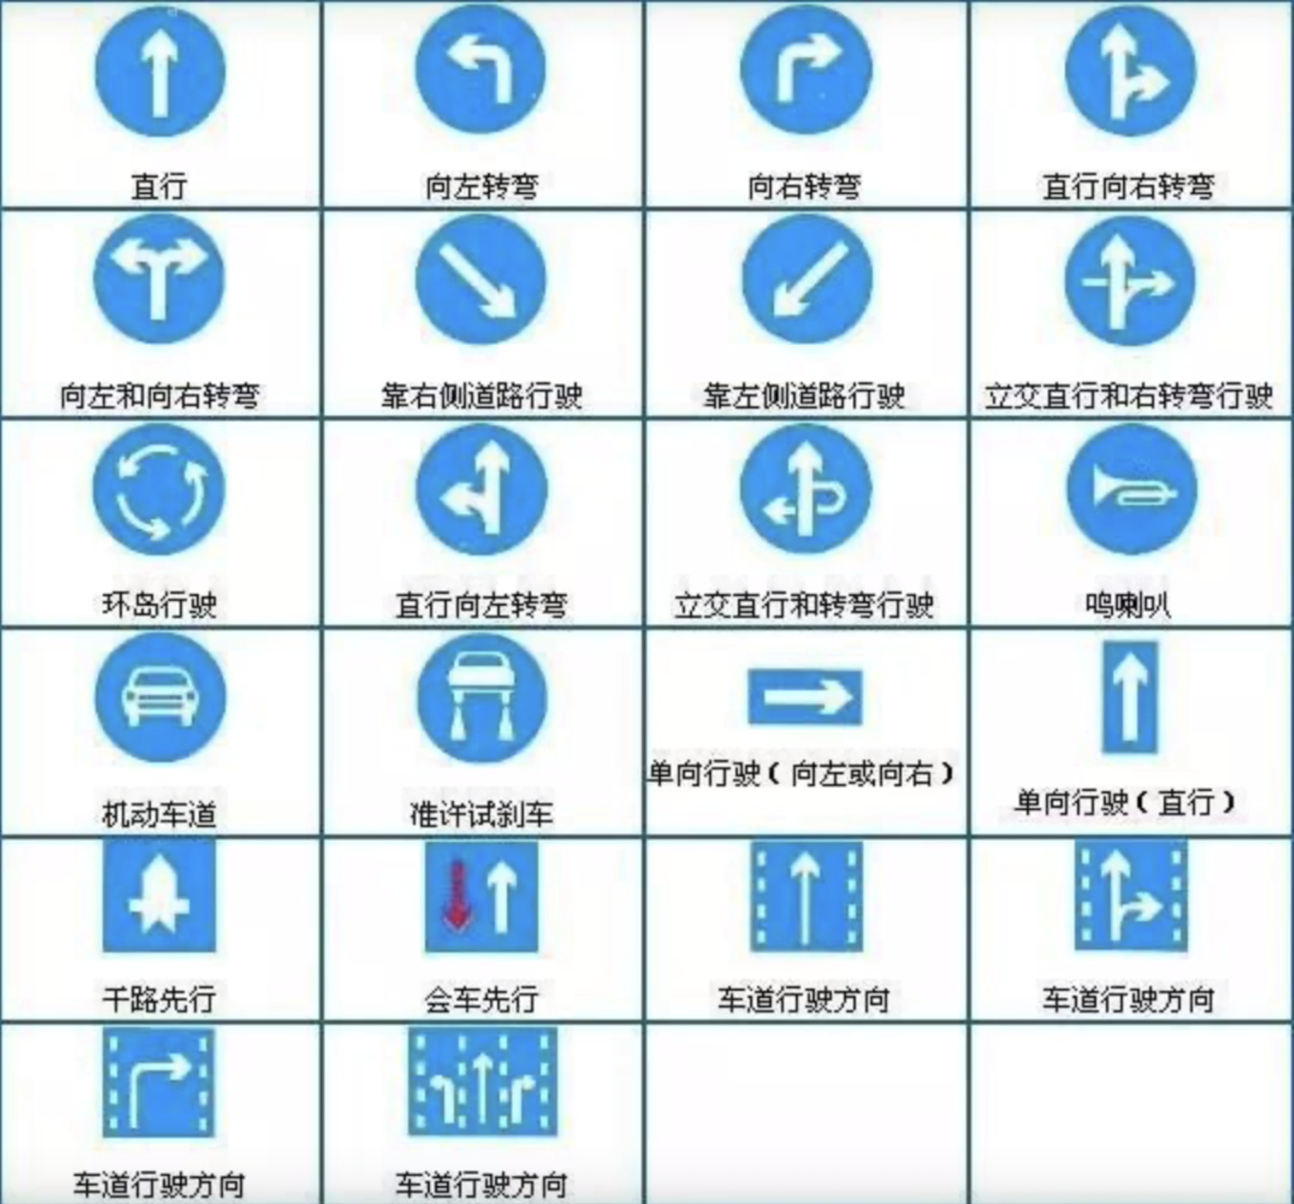 直行
向左转弯
向右转弯
直行向右转弯
向左和向右转弯
靠右侧道路行驶
靠左侧道路行驶
立交直行和右转弯行驶
环岛行驶
直行向左转弯
立交直行和转弯行驶
鸣喇叭
机动车道
准许试刹车
单向行驶(向左或向右)
单向行驶(直行)
干路先行
会车先行
车道行驶方向
车道行驶方向
车道行驶方向
车道行驶方向